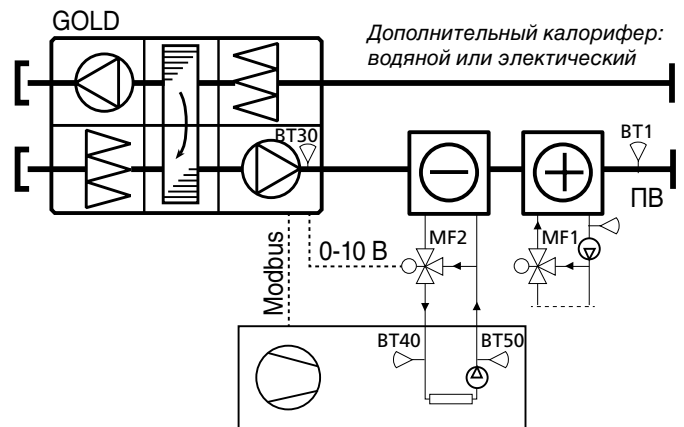 GOLD
Дополнительный калорифер:
водяной или электический
BT30
BT1
ПВ
MF2
MF1
0-10 В
Modbus
BT40
BT50